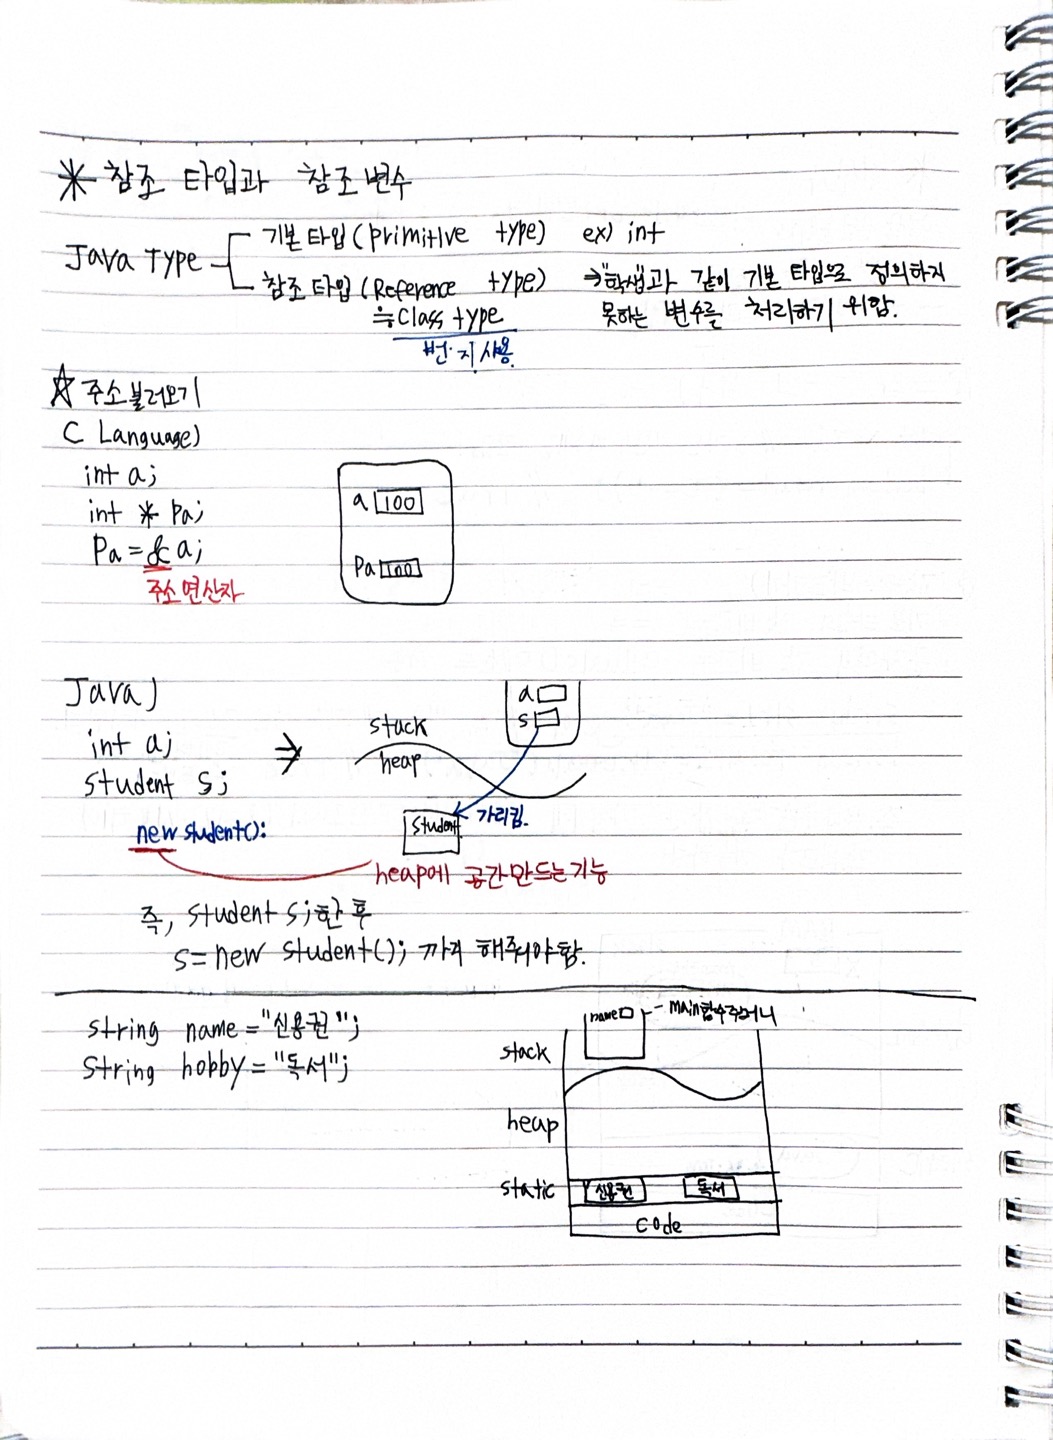 * 참조 타입과 참조변수
Java Type
기본타입(primitive type) ex) int
참조타입(Reference type) → "학생"과 같이 기본 타입으로 정의하지
못하는 변수를 처리하기 위함.
≒ Class type
번지사용.
☆ 주소불러오기
C Language)
int a;
int * pa;
Pa = & a;
주소연산자
a 100
Pa 100
Java)
int a;
student s;
new student();
⇒
a
s
stack
heap
student
가리킴.
heap에 공간만드는기능
즉, student s; 한 후
s = new student(); 까지 해줘야함.
string name = "신용권";
String hobby = "독서";
name - main함수주머니
stack
heap
static 신용권 독서
code